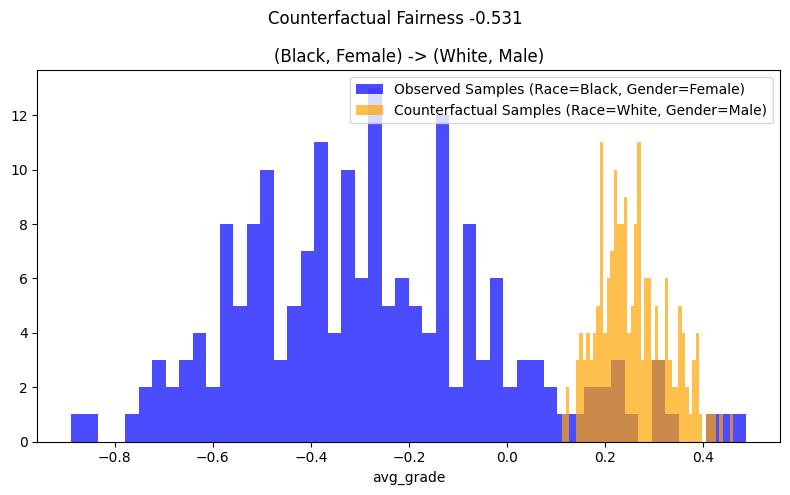 Counterfactual Fairness -0.531
(Black, Female) -> (White, Male)
Observed Samples (Race=Black, Gender=Female)
Counterfactual Samples (Race=White, Gender=Male)
12
10
8
6
4
2
0
−0.8 −0.6 −0.4 −0.2 0.0 0.2 0.4
avg_grade